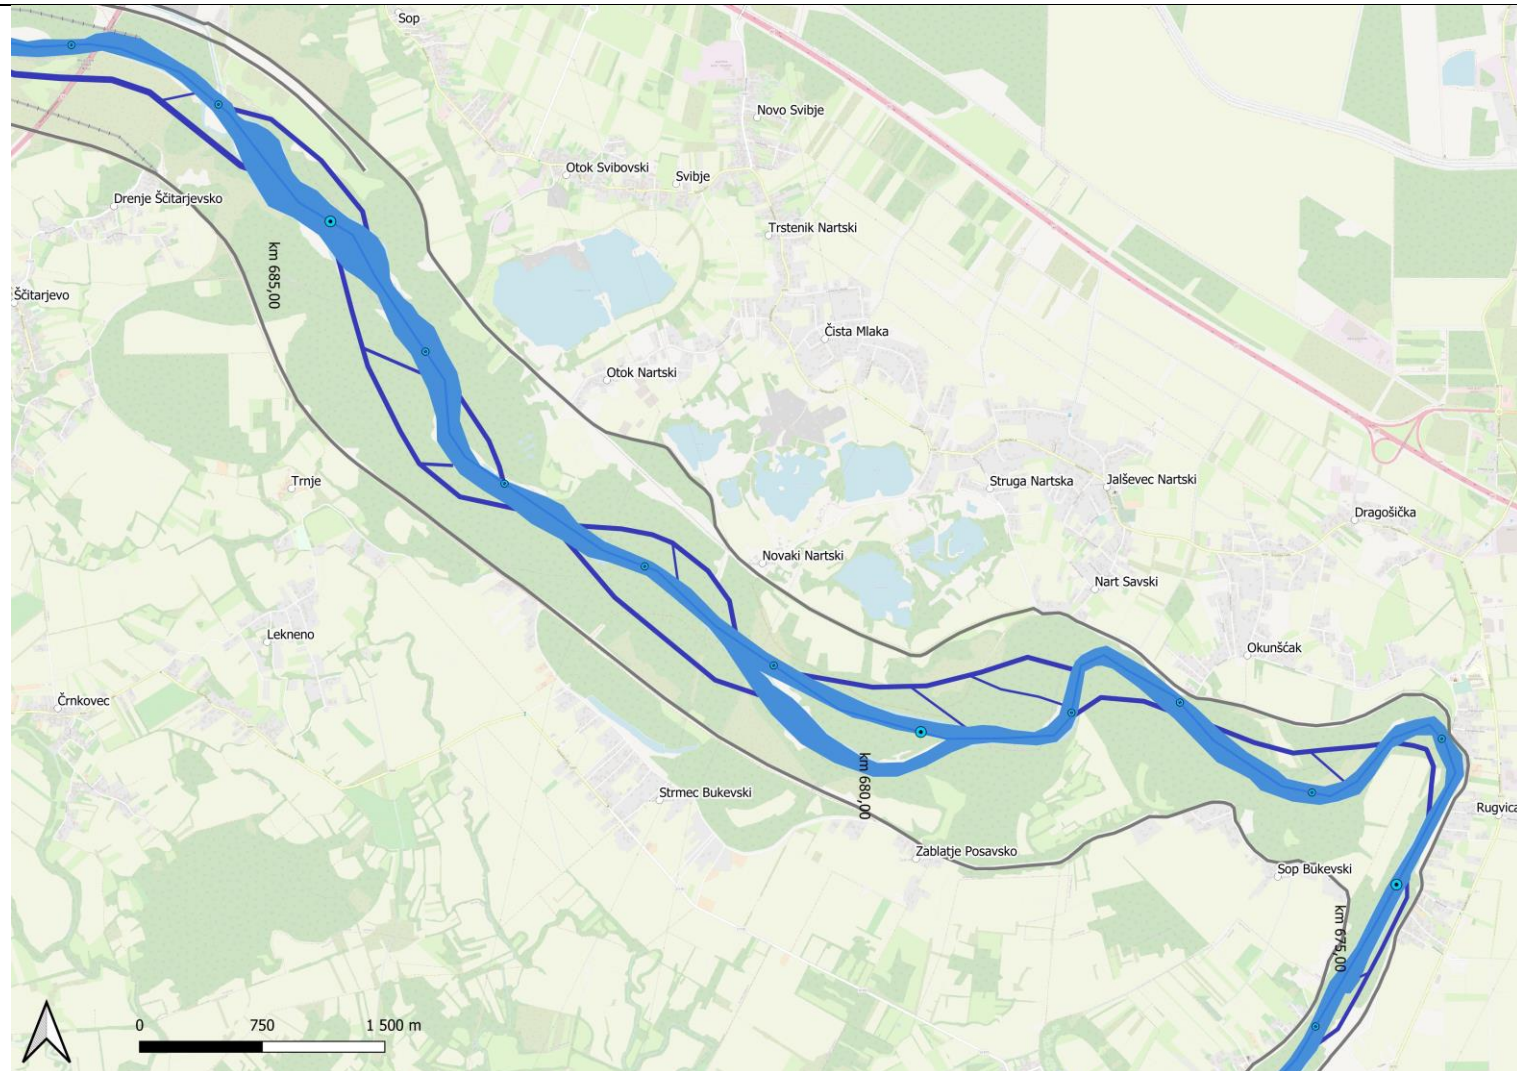 Sop
Novo Svibje
Otok Svibovski
Svibje
Drenje Ščitarjevsko
Trstenik Nartski
km 685,00
Ščitarjevo
Čista Mlaka
Otok Nartski
Trnje
Struga Nartska
Jalševec Nartski
Dragošička
Novaki Nartski
Nart Savski
Lekneno
Okunšćak
Črnkovec
km 680,00
Strmec Bukevski
Rugvica
Zablatje Posavsko
Sop Bukevski
km 675,00
0 750 1 500 m